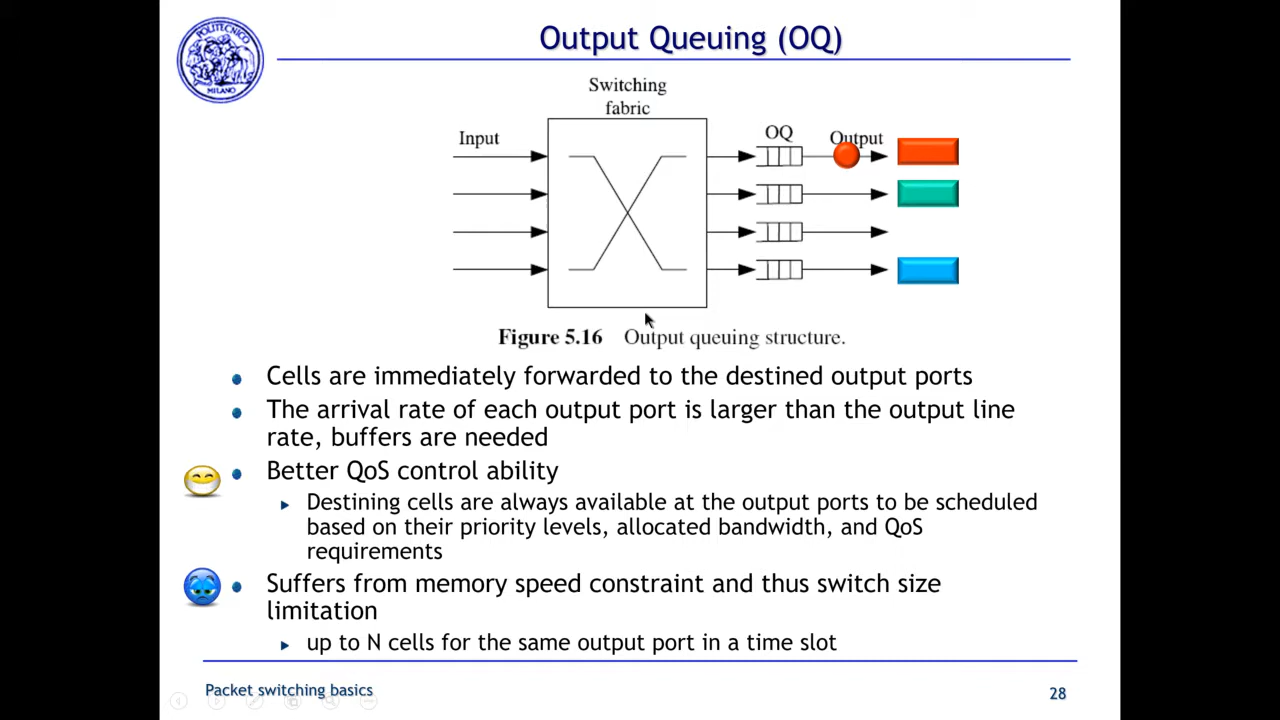 Output Queuing (OQ)
POLITECNICO
MILANO
Switching
fabric
Input
OQ
Output
Figure 5.16 Output queuing structure.
Cells are immediately forwarded to the destined output ports
The arrival rate of each output port is larger than the output line
rate, buffers are needed
Better QoS control ability
Destining cells are always available at the output ports to be scheduled
based on their priority levels, allocated bandwidth, and QoS
requirements
Suffers from memory speed constraint and thus switch size
limitation
up to N cells for the same output port in a time slot
Packet switching basics
28